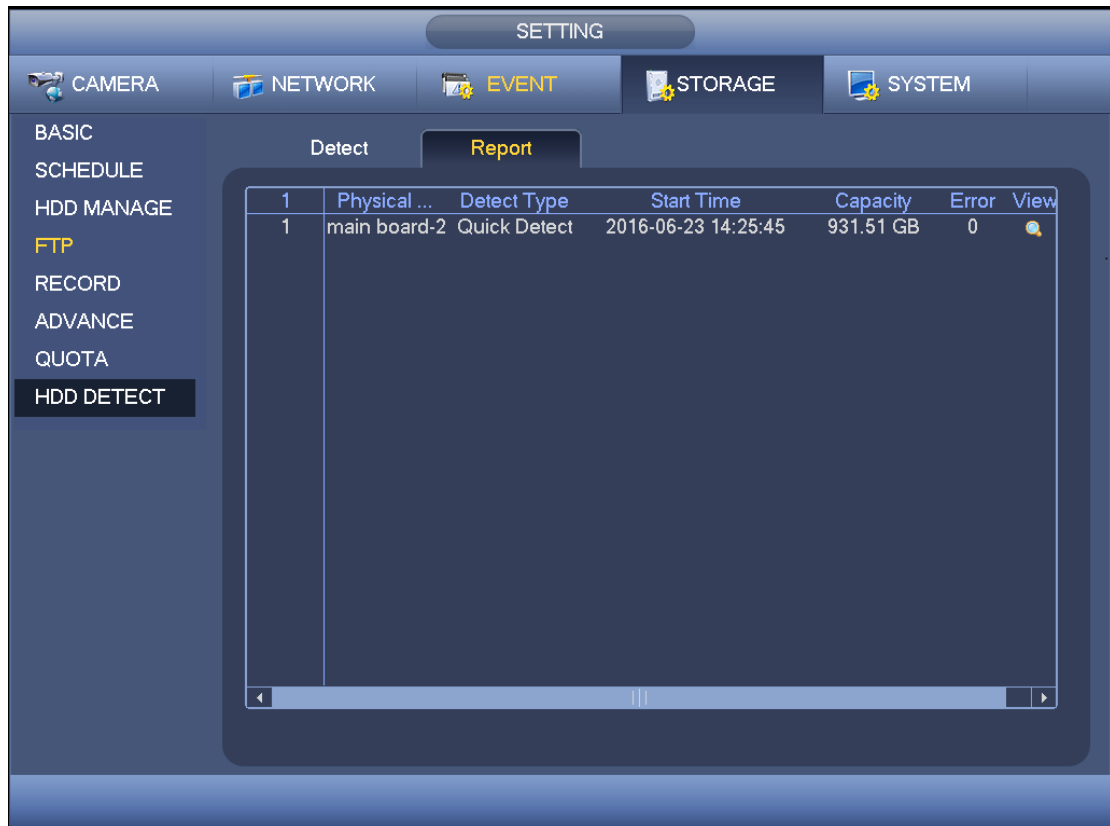 SETTING
CAMERA NETWORK EVENT STORAGE SYSTEM
BASIC
SCHEDULE
HDD MANAGE
FTP
RECORD
ADVANCE
QUOTA
HDD DETECT
Detect Report
1 Physical ... Detect Type Start Time Capacity Error View
1 main board-2 Quick Detect 2016-06-23 14:25:45 931.51 GB 0